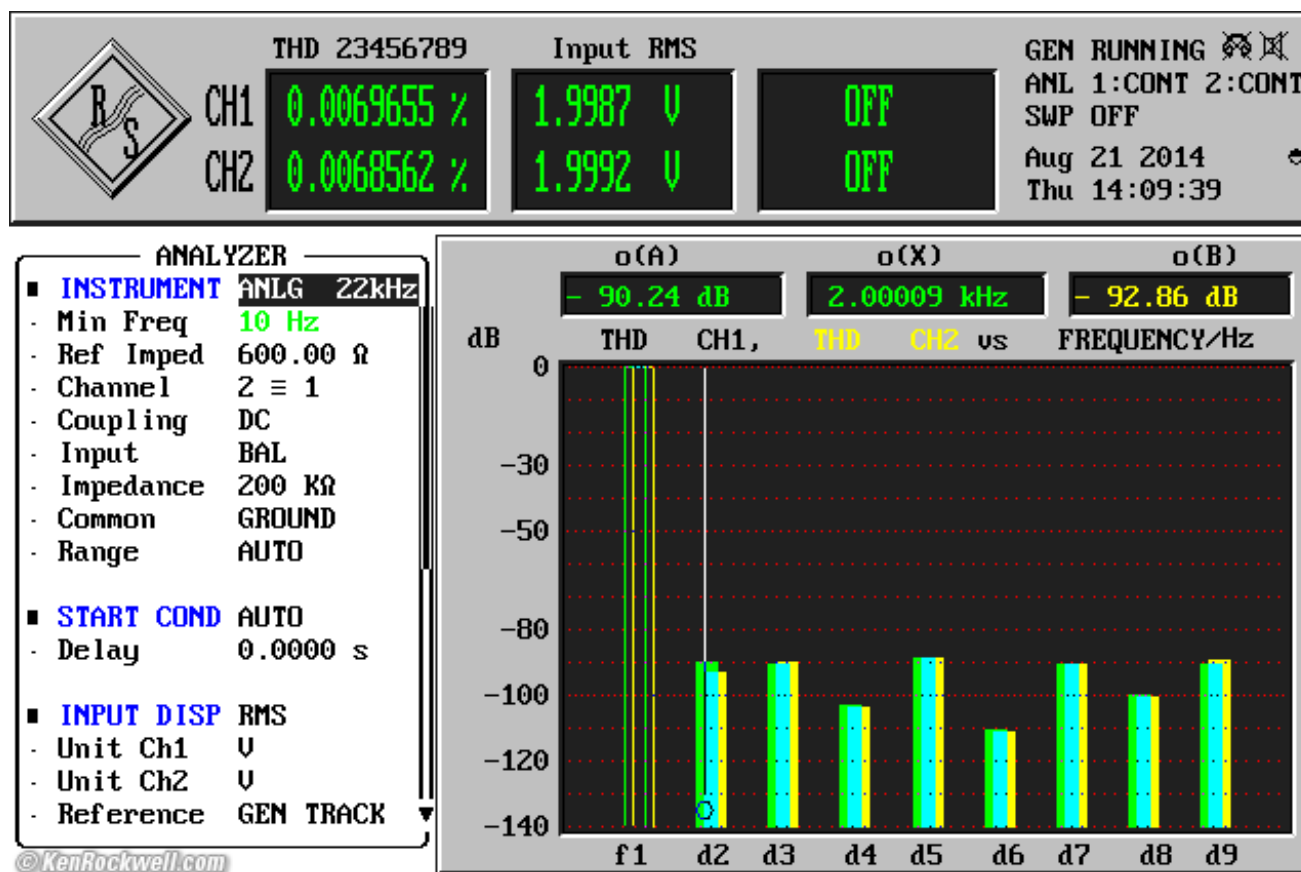 THD 23456789 Input RMS
R S
CH1 0.0069655 % 1.9987 V OFF
CH2 0.0068562 % 1.9992 V OFF
GEN RUNNING
ANL 1:CONT 2:CONT
SWP OFF
Aug 21 2014
Thu 14:09:39
ANALYZER
INSTRUMENT ANLG 22kHz
Min Freq 10 Hz
Ref Imped 600.00 Ω
Channel 2 ≡ 1
Coupling DC
Input BAL
Impedance 200 KΩ
Common GROUND
Range AUTO
START COND AUTO
Delay 0.0000 s
INPUT DISP RMS
Unit Ch1 V
Unit Ch2 V
Reference GEN TRACK
© KenRockwell.com
o(A) o(X) o(B)
- 90.24 dB 2.00009 kHz - 92.86 dB
dB THD CH1, THD CH2 vs FREQUENCY/Hz
0
-30
-50
-80
-100
-120
-140
f1 d2 d3 d4 d5 d6 d7 d8 d9